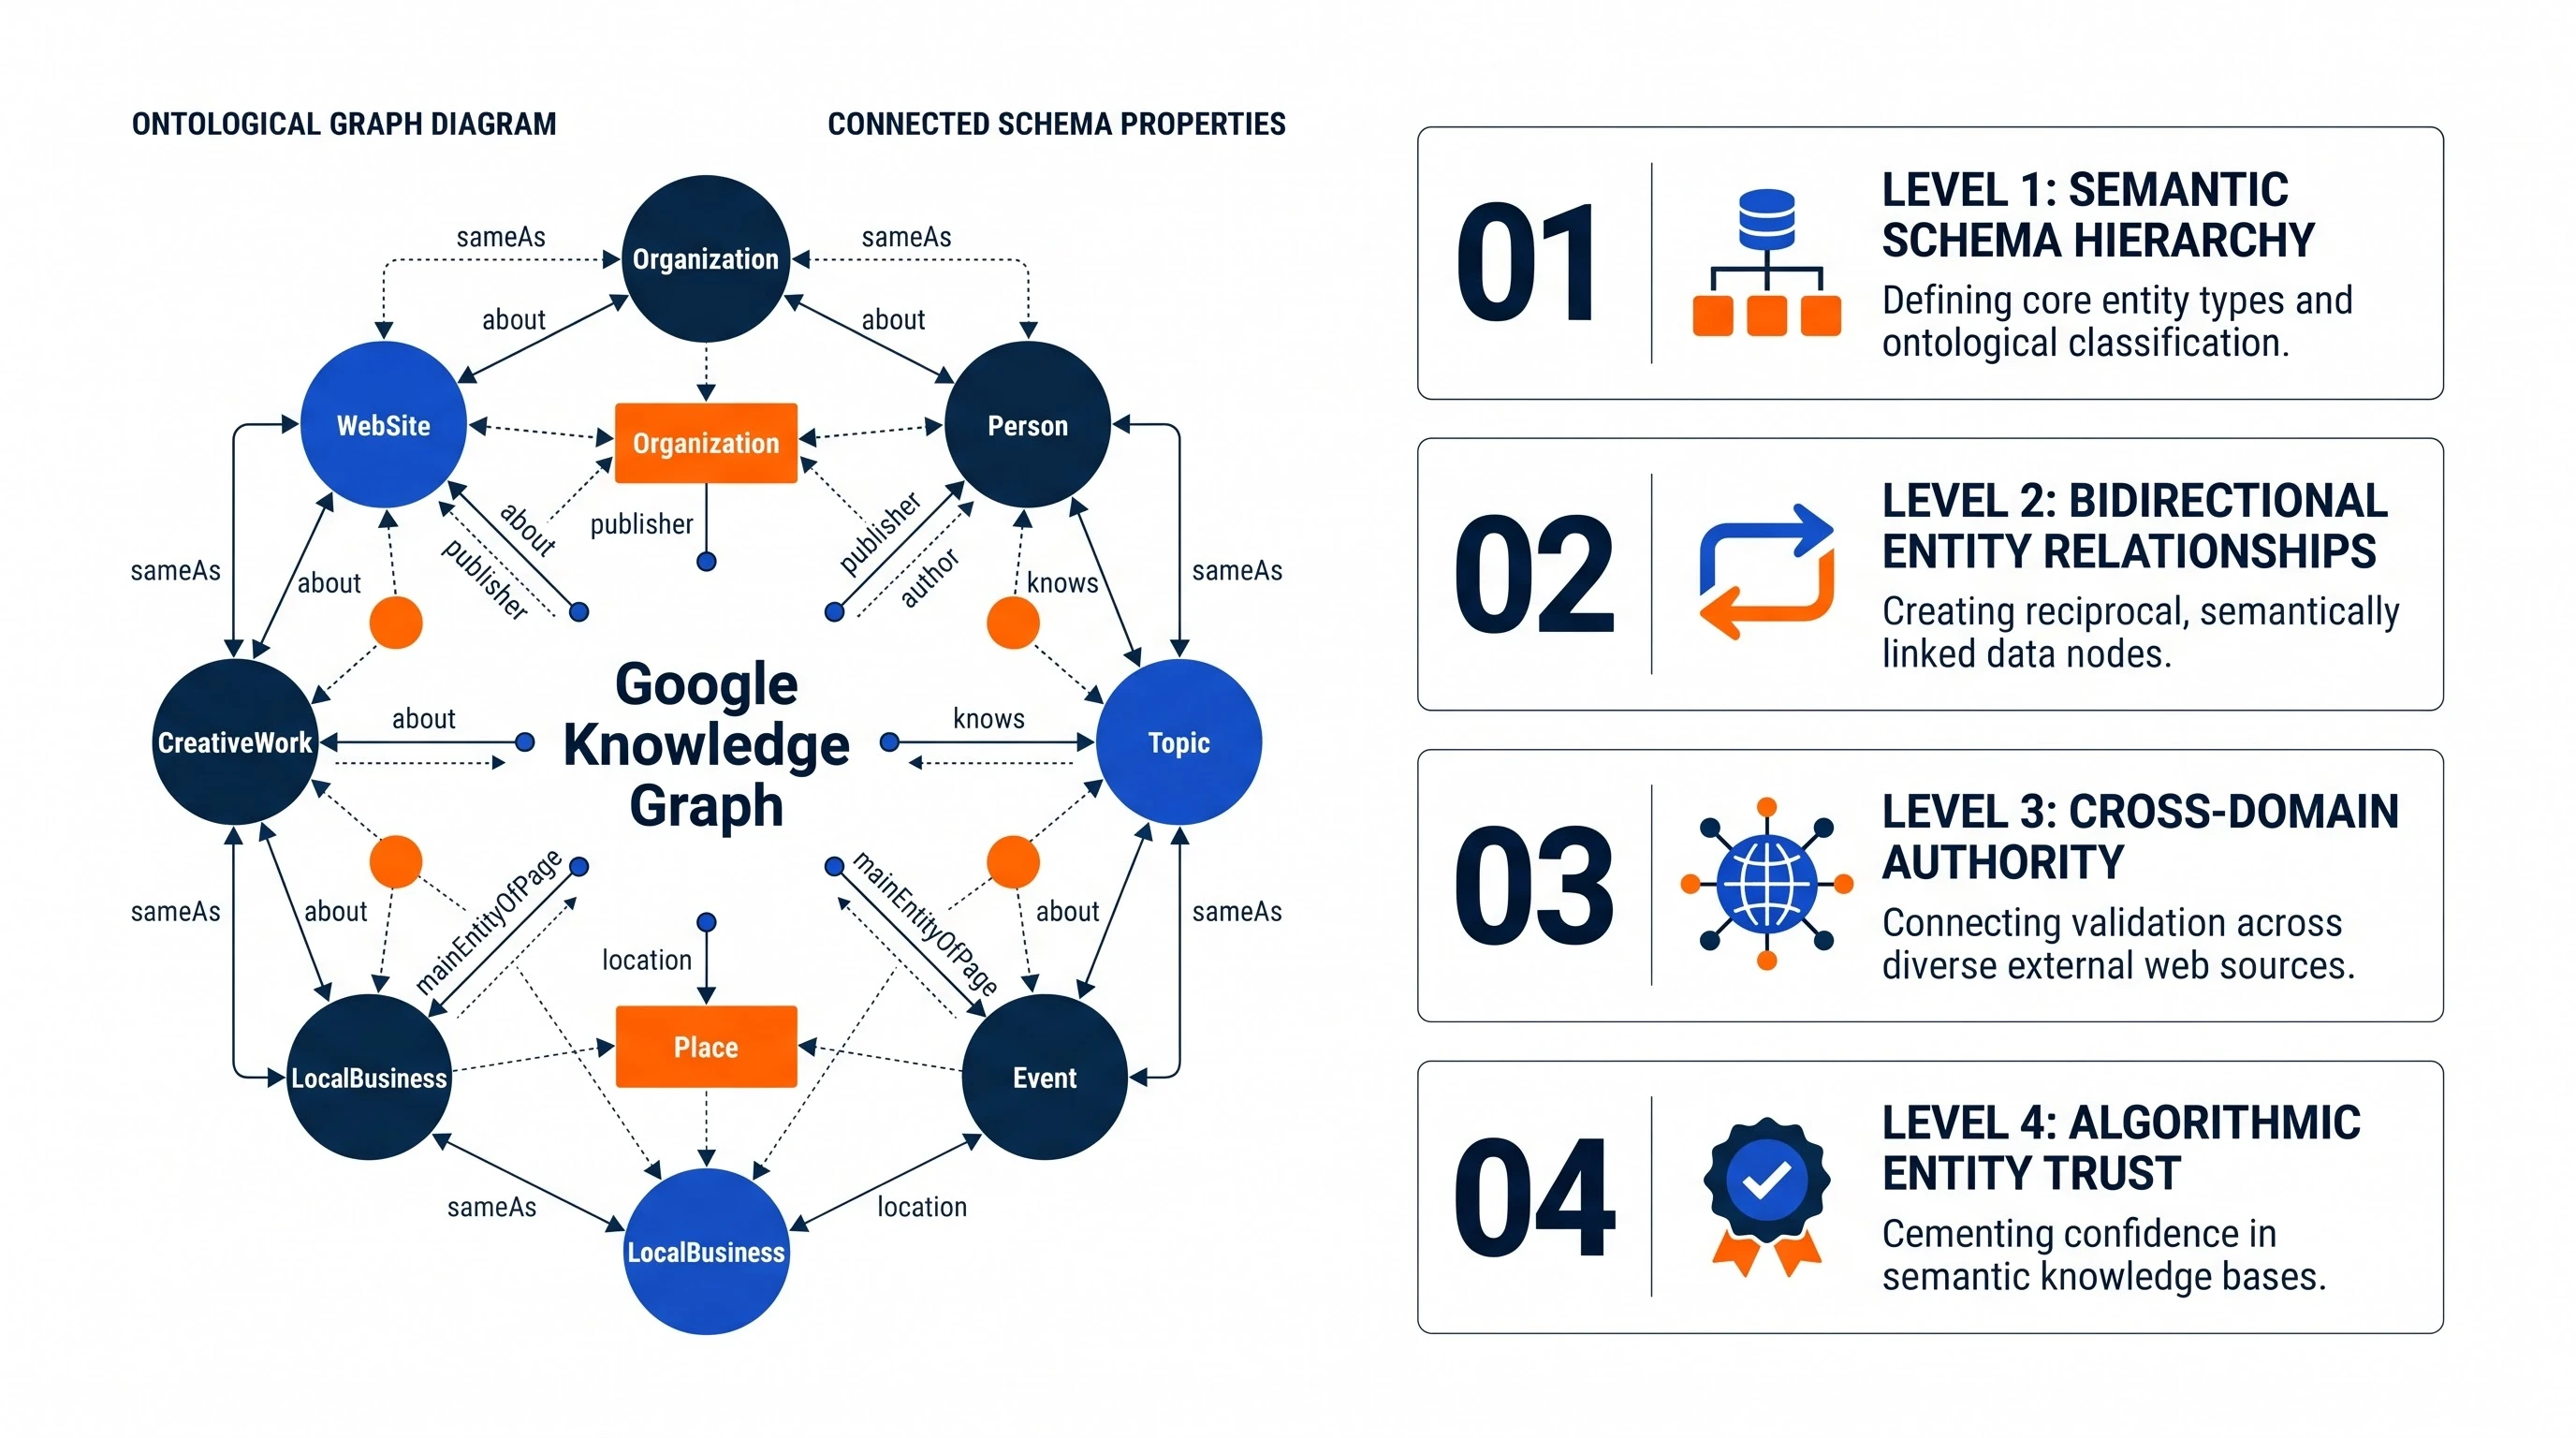 ONTOLOGICAL GRAPH DIAGRAM
CONNECTED SCHEMA PROPERTIES
sameAs
Organization
sameAs
about
about
WebSite
Organization
Person
about
publisher
publisher
publisher
author
sameAs
about
knows
sameAs
Google
Knowledge
Graph
CreativeWork
about
knows
Topic
sameAs
about
mainEntityOfPage
location
mainEntityOfPage
about
sameAs
LocalBusiness
Place
Event
sameAs
location
LocalBusiness
01
LEVEL 1: SEMANTIC
SCHEMA HIERARCHY
Defining core entity types and
ontological classification.
02
LEVEL 2: BIDIRECTIONAL
ENTITY RELATIONSHIPS
Creating reciprocal, semantically
linked data nodes.
03
LEVEL 3: CROSS-DOMAIN
AUTHORITY
Connecting validation across
diverse external web sources.
04
LEVEL 4: ALGORITHMIC
ENTITY TRUST
Cementing confidence in
semantic knowledge bases.